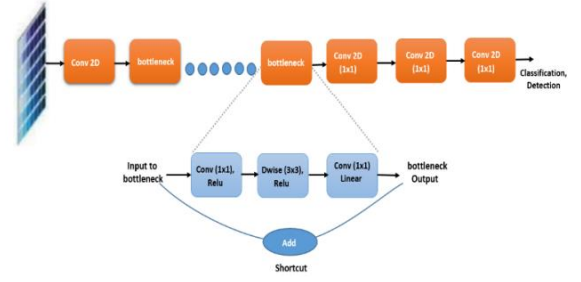 Conv 2D
bottleneck
bottleneck
Conv 2D
(1x1)
Conv 2D
(1x1)
Conv 2D
(1x1)
Classification,
Detection
Input to
bottleneck
Conv (1x1),
Relu
Dwise (3x3),
Relu
Conv (1x1)
Linear
bottleneck
Output
Add
Shortcut